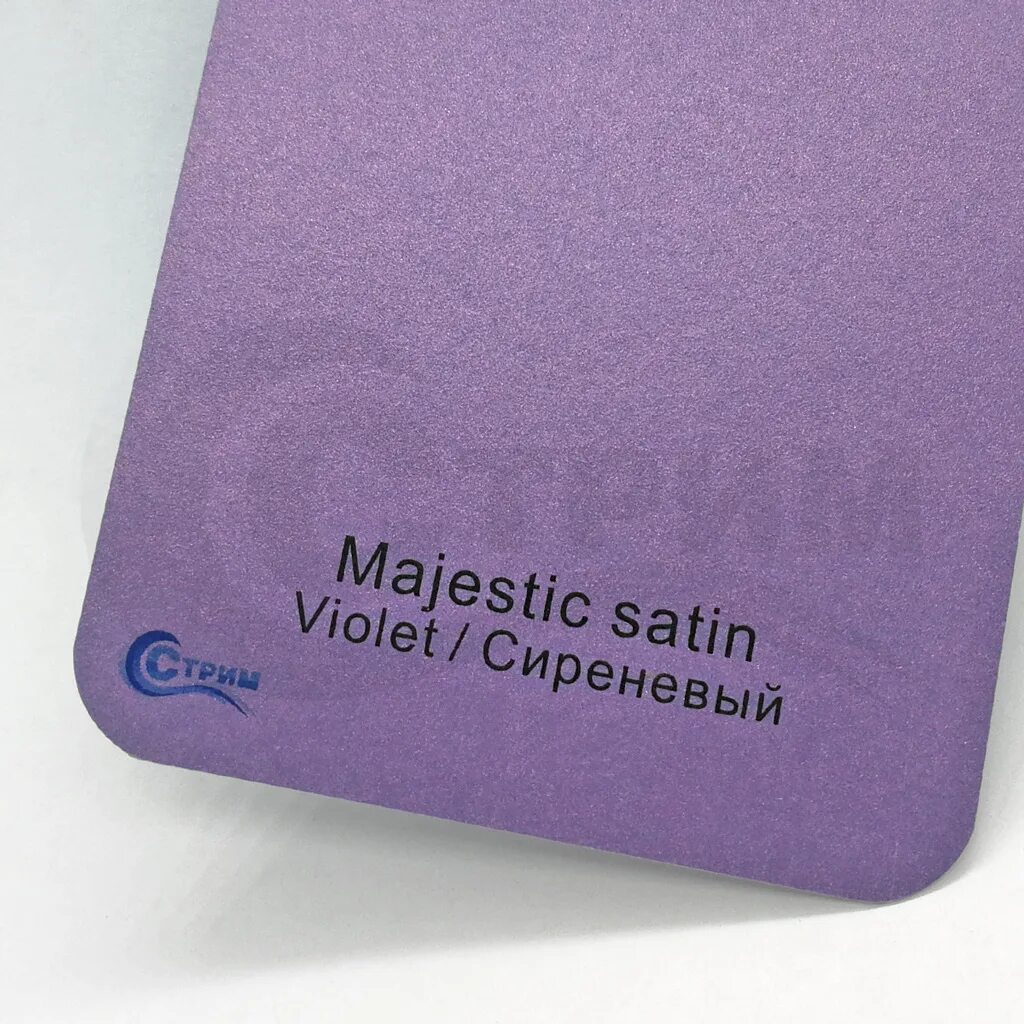 Majestic satin
Violet / Сиреневый
Стрим